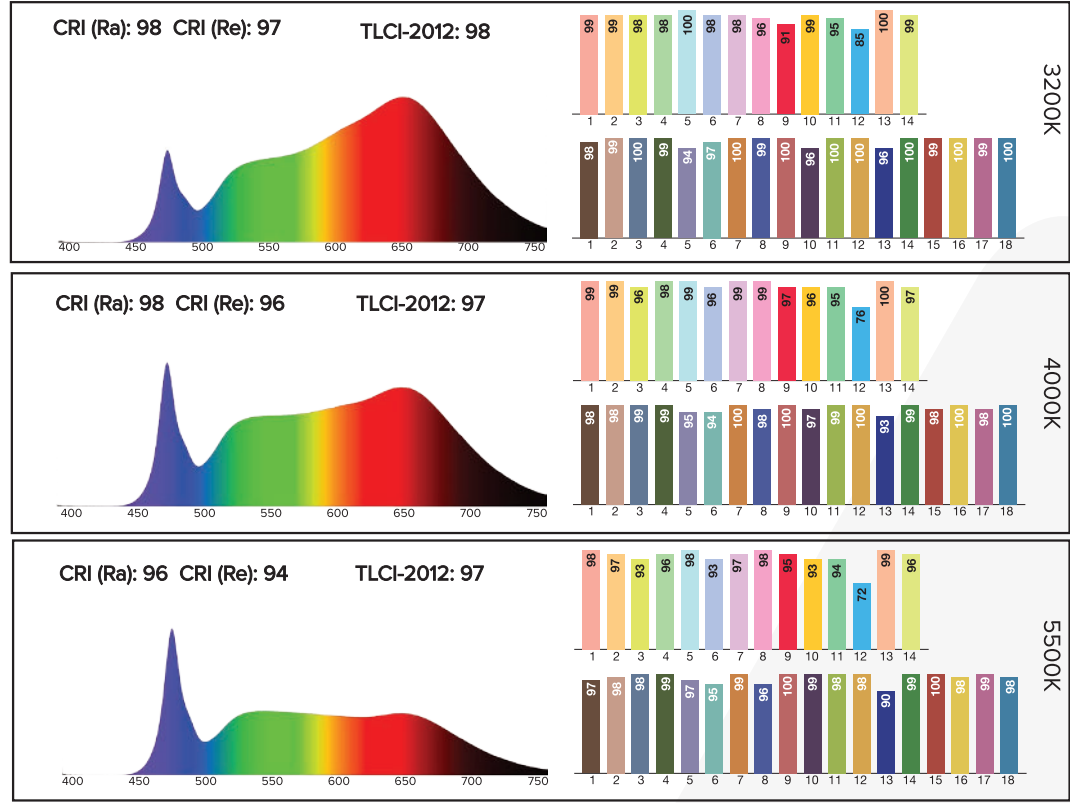 CRI (Ra): 98 CRI (Re): 97
TLCI-2012: 98
400 450 500 550 600 650 700 750
99 99 98 98 100 98 98 96 91 99 95 85 100 99
1 2 3 4 5 6 7 8 9 10 11 12 13 14
98 99 100 99 94 97 100 99 100 96 100 100 96 100 99 100 99 100
1 2 3 4 5 6 7 8 9 10 11 12 13 14 15 16 17 18
3200K
CRI (Ra): 98 CRI (Re): 96
TLCI-2012: 97
400 450 500 550 600 650 700 750
99 99 96 98 99 96 99 99 97 96 95 76 100 97
1 2 3 4 5 6 7 8 9 10 11 12 13 14
98 98 99 99 95 94 100 98 100 97 99 100 93 99 98 100 98 100
1 2 3 4 5 6 7 8 9 10 11 12 13 14 15 16 17 18
4000K
CRI (Ra): 96 CRI (Re): 94
TLCI-2012: 97
400 450 500 550 600 650 700 750
98 97 93 96 98 93 97 98 95 93 94 72 99 96
1 2 3 4 5 6 7 8 9 10 11 12 13 14
97 98 98 99 97 95 99 96 100 99 98 98 90 99 100 98 99 98
1 2 3 4 5 6 7 8 9 10 11 12 13 14 15 16 17 18
5500K